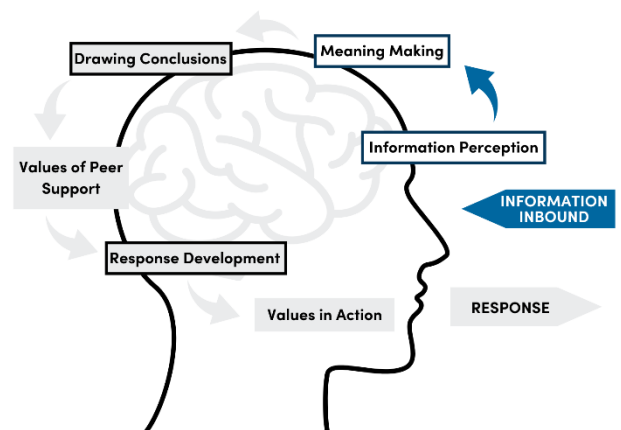 Meaning Making
Drawing Conclusions
Information Perception
Values of Peer
Support
INFORMATION
INBOUND
Response Development
Values in Action
RESPONSE